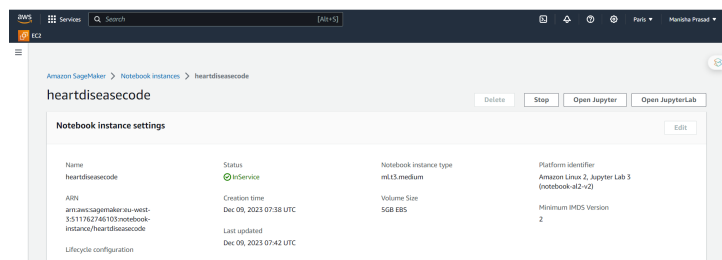 aws
Services
Search
[Alt+S]
Paris ▼
Manisha Prasad ▼
EC2
Amazon SageMaker > Notebook instances > heartdiseasecode
heartdiseasecode
Delete
Stop
Open Jupyter
Open JupyterLab
Notebook instance settings
Edit
Name
heartdiseasecode
Status
InService
Notebook instance type
ml.t3.medium
Platform identifier
Amazon Linux 2, Jupyter Lab 3
(notebook-al2-v2)
ARN
arn:aws:sagemaker:eu-west-
3:511762746103:notebook-
instance/heartdiseasecode
Creation time
Dec 09, 2023 07:38 UTC
Volume Size
5GB EBS
Minimum IMDS Version
2
Last updated
Dec 09, 2023 07:42 UTC
Lifecycle configuration